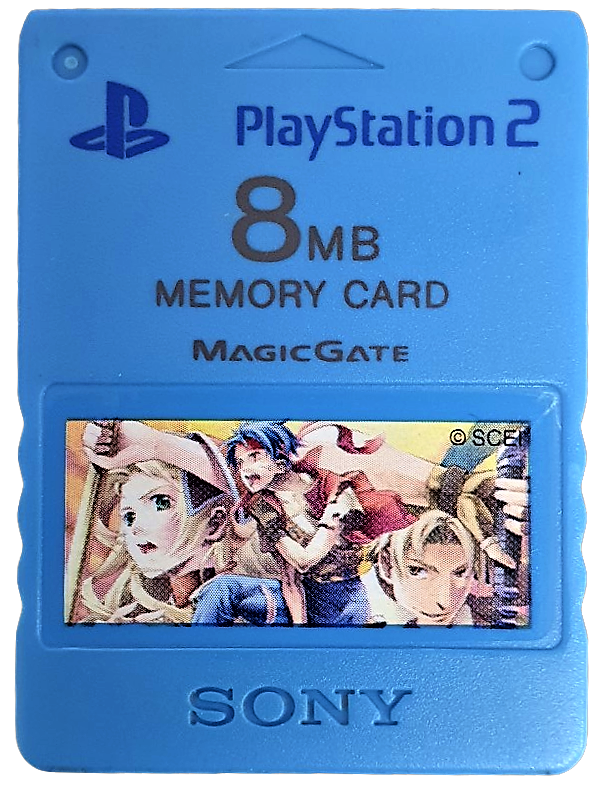 PlayStation 2
8MB
MEMORY CARD
MAGICGATE
© SCEI
SONY